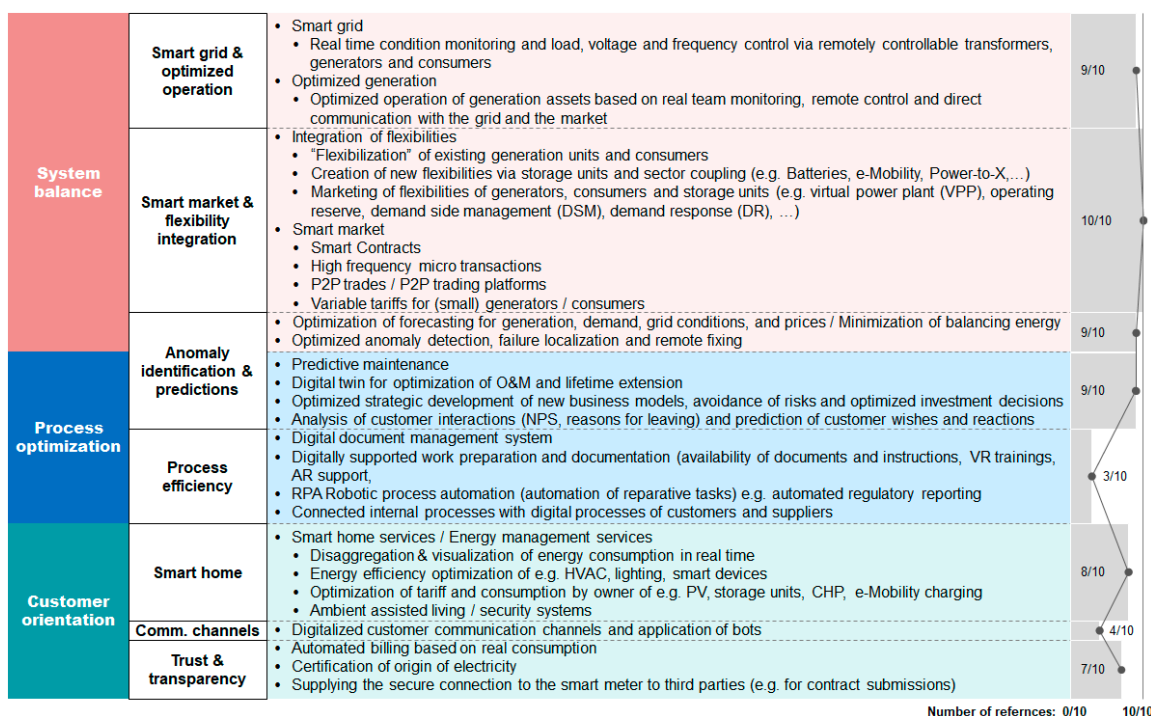 System
balance
Smart grid &
optimized
operation
• Smart grid
• Real time condition monitoring and load, voltage and frequency control via remotely controllable transformers,
generators and consumers
• Optimized generation
• Optimized operation of generation assets based on real team monitoring, remote control and direct
communication with the grid and the market
9/10
Smart market &
flexibility
integration
• Integration of flexibilities
• “Flexibilization” of existing generation units and consumers
• Creation of new flexibilities via storage units and sector coupling (e.g. Batteries, e-Mobility, Power-to-X,…)
• Marketing of flexibilities of generators, consumers and storage units (e.g. virtual power plant (VPP), operating
reserve, demand side management (DSM), demand response (DR), …)
• Smart market
• Smart Contracts
• High frequency micro transactions
• P2P trades / P2P trading platforms
• Variable tariffs for (small) generators / consumers
10/10
Anomaly
identification &
predictions
• Optimization of forecasting for generation, demand, grid conditions, and prices / Minimization of balancing energy
• Optimized anomaly detection, failure localization and remote fixing
9/10
Process
optimization
• Predictive maintenance
• Digital twin for optimization of O&M and lifetime extension
• Optimized strategic development of new business models, avoidance of risks and optimized investment decisions
• Analysis of customer interactions (NPS, reasons for leaving) and prediction of customer wishes and reactions
9/10
Process
efficiency
• Digital document management system
• Digitally supported work preparation and documentation (availability of documents and instructions, VR trainings,
AR support,
• RPA Robotic process automation (automation of reparative tasks) e.g. automated regulatory reporting
• Connected internal processes with digital processes of customers and suppliers
3/10
Customer
orientation
Smart home
• Smart home services / Energy management services
• Disaggregation & visualization of energy consumption in real time
• Energy efficiency optimization of e.g. HVAC, lighting, smart devices
• Optimization of tariff and consumption by owner of e.g. PV, storage units, CHP, e-Mobility charging
• Ambient assisted living / security systems
8/10
Comm. channels
• Digitalized customer communication channels and application of bots
4/10
Trust &
transparency
• Automated billing based on real consumption
• Certification of origin of electricity
• Supplying the secure connection to the smart meter to third parties (e.g. for contract submissions)
7/10
Number of refernces: 0/10 10/10